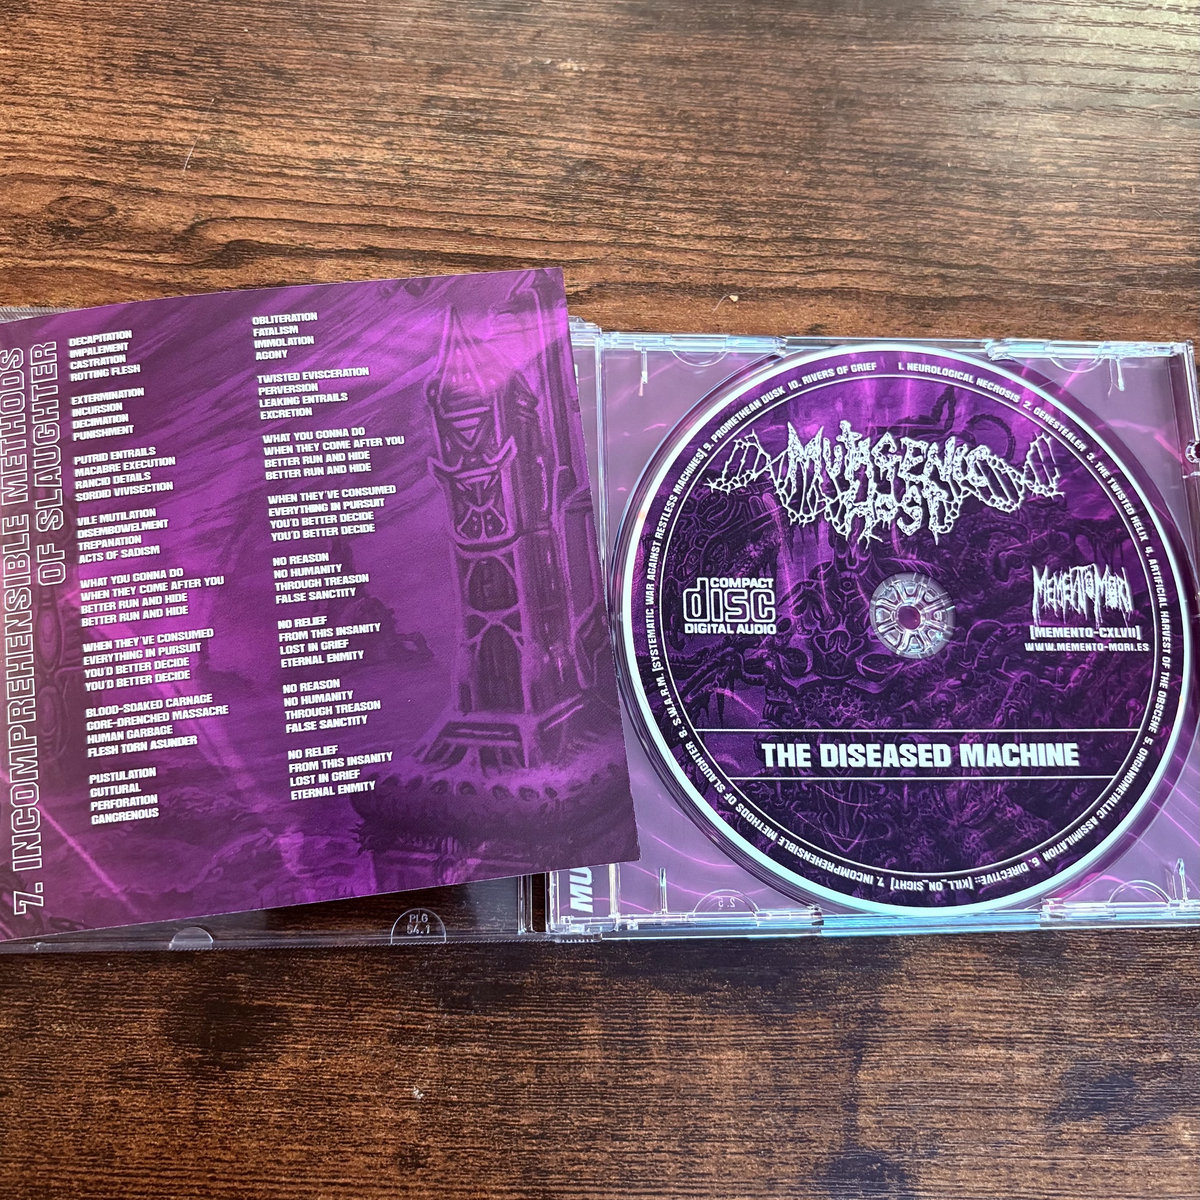 7. INCOMPREHENSIBLE METHODS
OF SLAUGHTER
DECAPITATION
IMPALEMENT
CASTRATION
ROTTING FLESH
EXTERMINATION
INCURSION
DECIMATION
PUNISHMENT
PUTRID ENTRAILS
MACABRE EXECUTION
RANCID DETAILS
SORDID VIVISECTION
VILE MUTILATION
DISEMBOWELMENT
TREPANATION
ACTS OF SADISM
WHAT YOU GONNA DO
WHEN THEY COME AFTER YOU
BETTER RUN AND HIDE
BETTER RUN AND HIDE
WHEN THEY'VE CONSUMED
EVERYTHING IN PURSUIT
YOU'D BETTER DECIDE
YOU'D BETTER DECIDE
BLOOD-SOAKED CARNAGE
GORE-DRENCHED MASSACRE
HUMAN GARBAGE
FLESH TORN ASUNDER
PUSTULATION
GUTTURAL
PERFORATION
GANGRENOUS
OBLITERATION
FATALISM
IMMOLATION
AGONY
TWISTED EVISCERATION
PERVERSION
LEAKING ENTRAILS
EXCRETION
WHAT YOU GONNA DO
WHEN THEY COME AFTER YOU
BETTER RUN AND HIDE
BETTER RUN AND HIDE
WHEN THEY'VE CONSUMED
EVERYTHING IN PURSUIT
YOU'D BETTER DECIDE
YOU'D BETTER DECIDE
NO REASON
NO HUMANITY
THROUGH TREASON
FALSE SANCTITY
NO RELIEF
FROM THIS INSANITY
LOST IN GRIEF
ETERNAL ENMITY
NO REASON
NO HUMANITY
THROUGH TREASON
FALSE SANCTITY
NO RELIEF
FROM THIS INSANITY
LOST IN GRIEF
ETERNAL ENMITY
PLG
54.1
MU
1. NEUROLOGICAL NECROSIS 2. GENESTEALER 3. THE TWISTED HELIX 4. ARTIFICIAL HARVEST OF THE OBSCENE 5. ORGANOMETALLIC ASSIMILATION 6. DIRECTIVE:: [KILL_ON_SIGHT] 7. INCOMPREHENSIBLE METHODS OF SLAUGHTER 8. S.W.A.R.M. [SYSTEMATIC WAR AGAINST RESTLESS MACHINES] 9. PROMETHEAN DUSK 10. RIVERS OF GRIEF
MUTAGENIC
HOST
COMPACT
disc
DIGITAL AUDIO
MEMENTO MORI
[MEMENTO-CXLVII]
WWW.MEMENTO-MORI.ES
THE DISEASED MACHINE